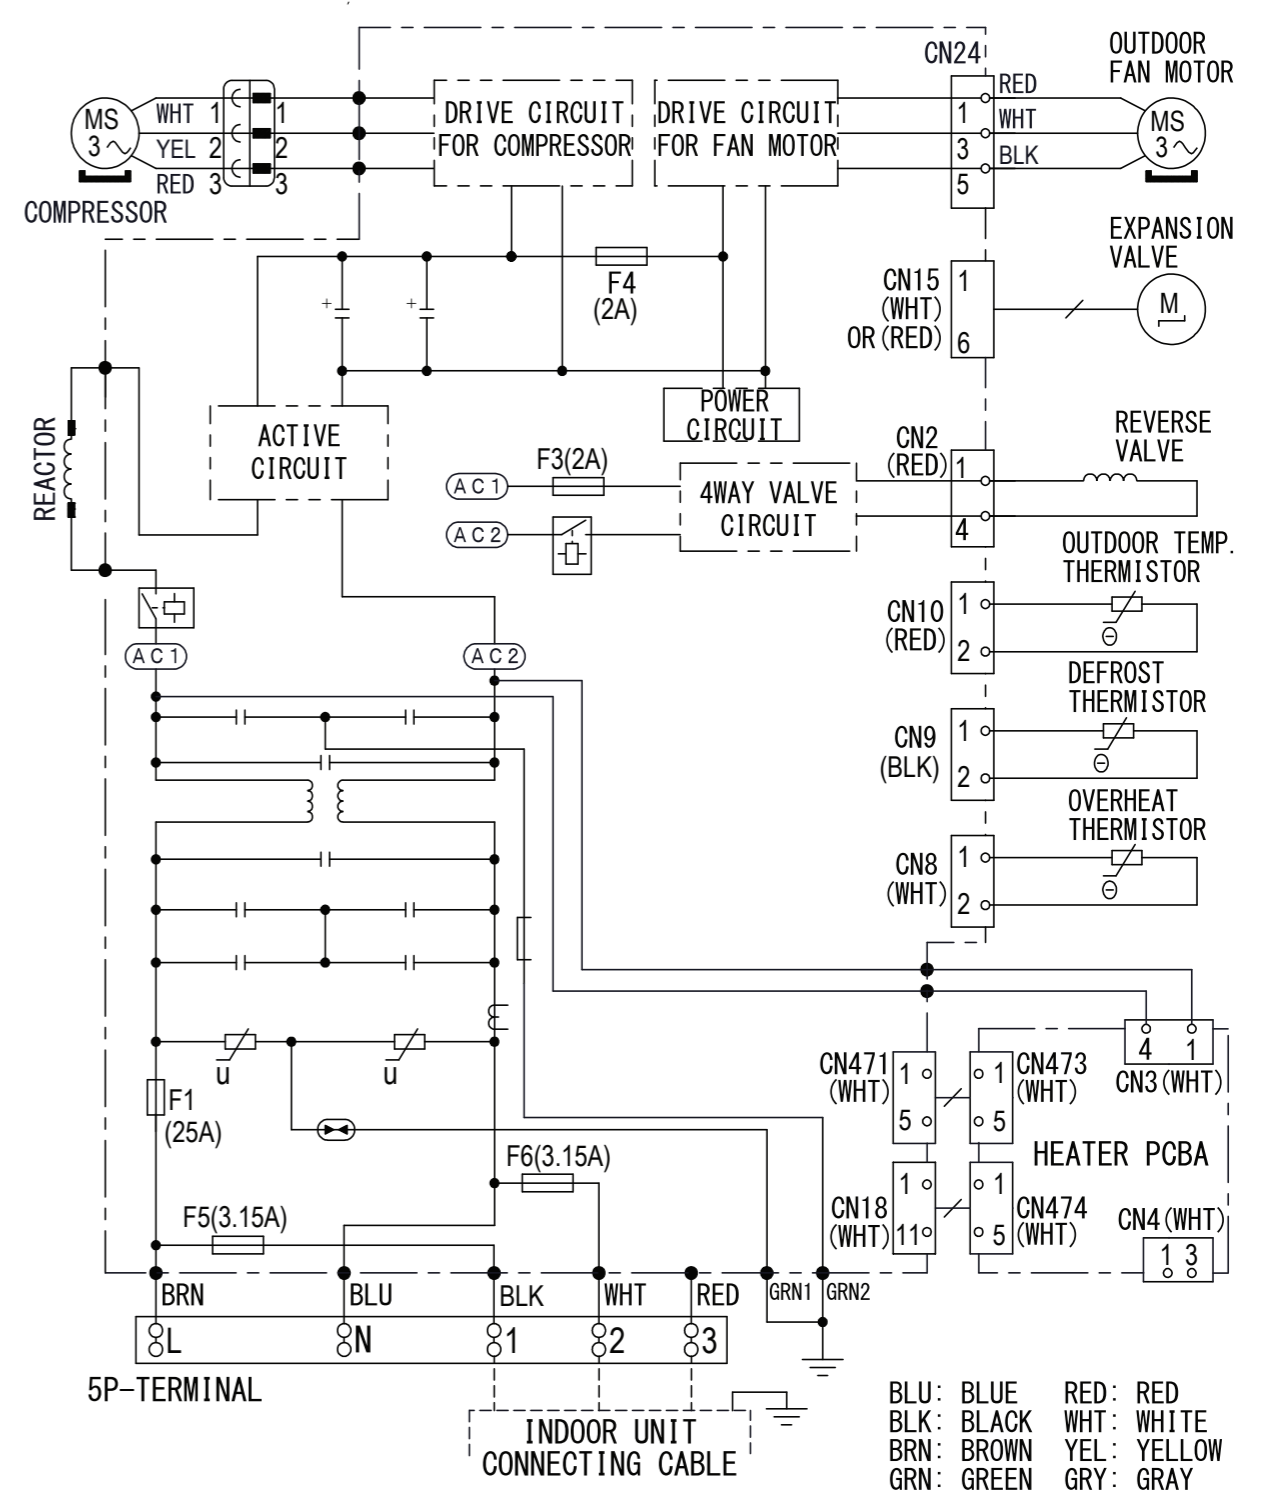 OUTDOOR
FAN MOTOR
CN24
RED
WHT
BLK
1
3
5
MS
3
MS
3
WHT 1 1
YEL 2 2
RED 3 3
COMPRESSOR
DRIVE CIRCUIT
FOR COMPRESSOR
DRIVE CIRCUIT
FOR FAN MOTOR
F4
(2A)
+
+
EXPANSION
VALVE
CN15
(WHT)
OR(RED)
1
6
M
POWER
CIRCUIT
REACTOR
ACTIVE
CIRCUIT
F3(2A)
AC1
AC2
4WAY VALVE
CIRCUIT
CN2
(RED)
1
4
REVERSE
VALVE
OUTDOOR TEMP.
THERMISTOR
CN10
(RED)
1
2
AC1
AC2
DEFROST
THERMISTOR
CN9
(BLK)
1
2
OVERHEAT
THERMISTOR
CN8
(WHT)
1
2
u
u
F1
(25A)
F6(3.15A)
F5(3.15A)
CN471
(WHT)
1
5
1
5
CN473
(WHT)
4 1
CN3(WHT)
HEATER PCBA
CN18
(WHT)
1
11
1
5
CN474
(WHT)
CN4(WHT)
1 3
BRN
BLU
BLK
WHT
RED
GRN1
GRN2
L
N
1
2
3
5P-TERMINAL
INDOOR UNIT
CONNECTING CABLE
BLU: BLUE RED: RED
BLK: BLACK WHT: WHITE
BRN: BROWN YEL: YELLOW
GRN: GREEN GRY: GRAY